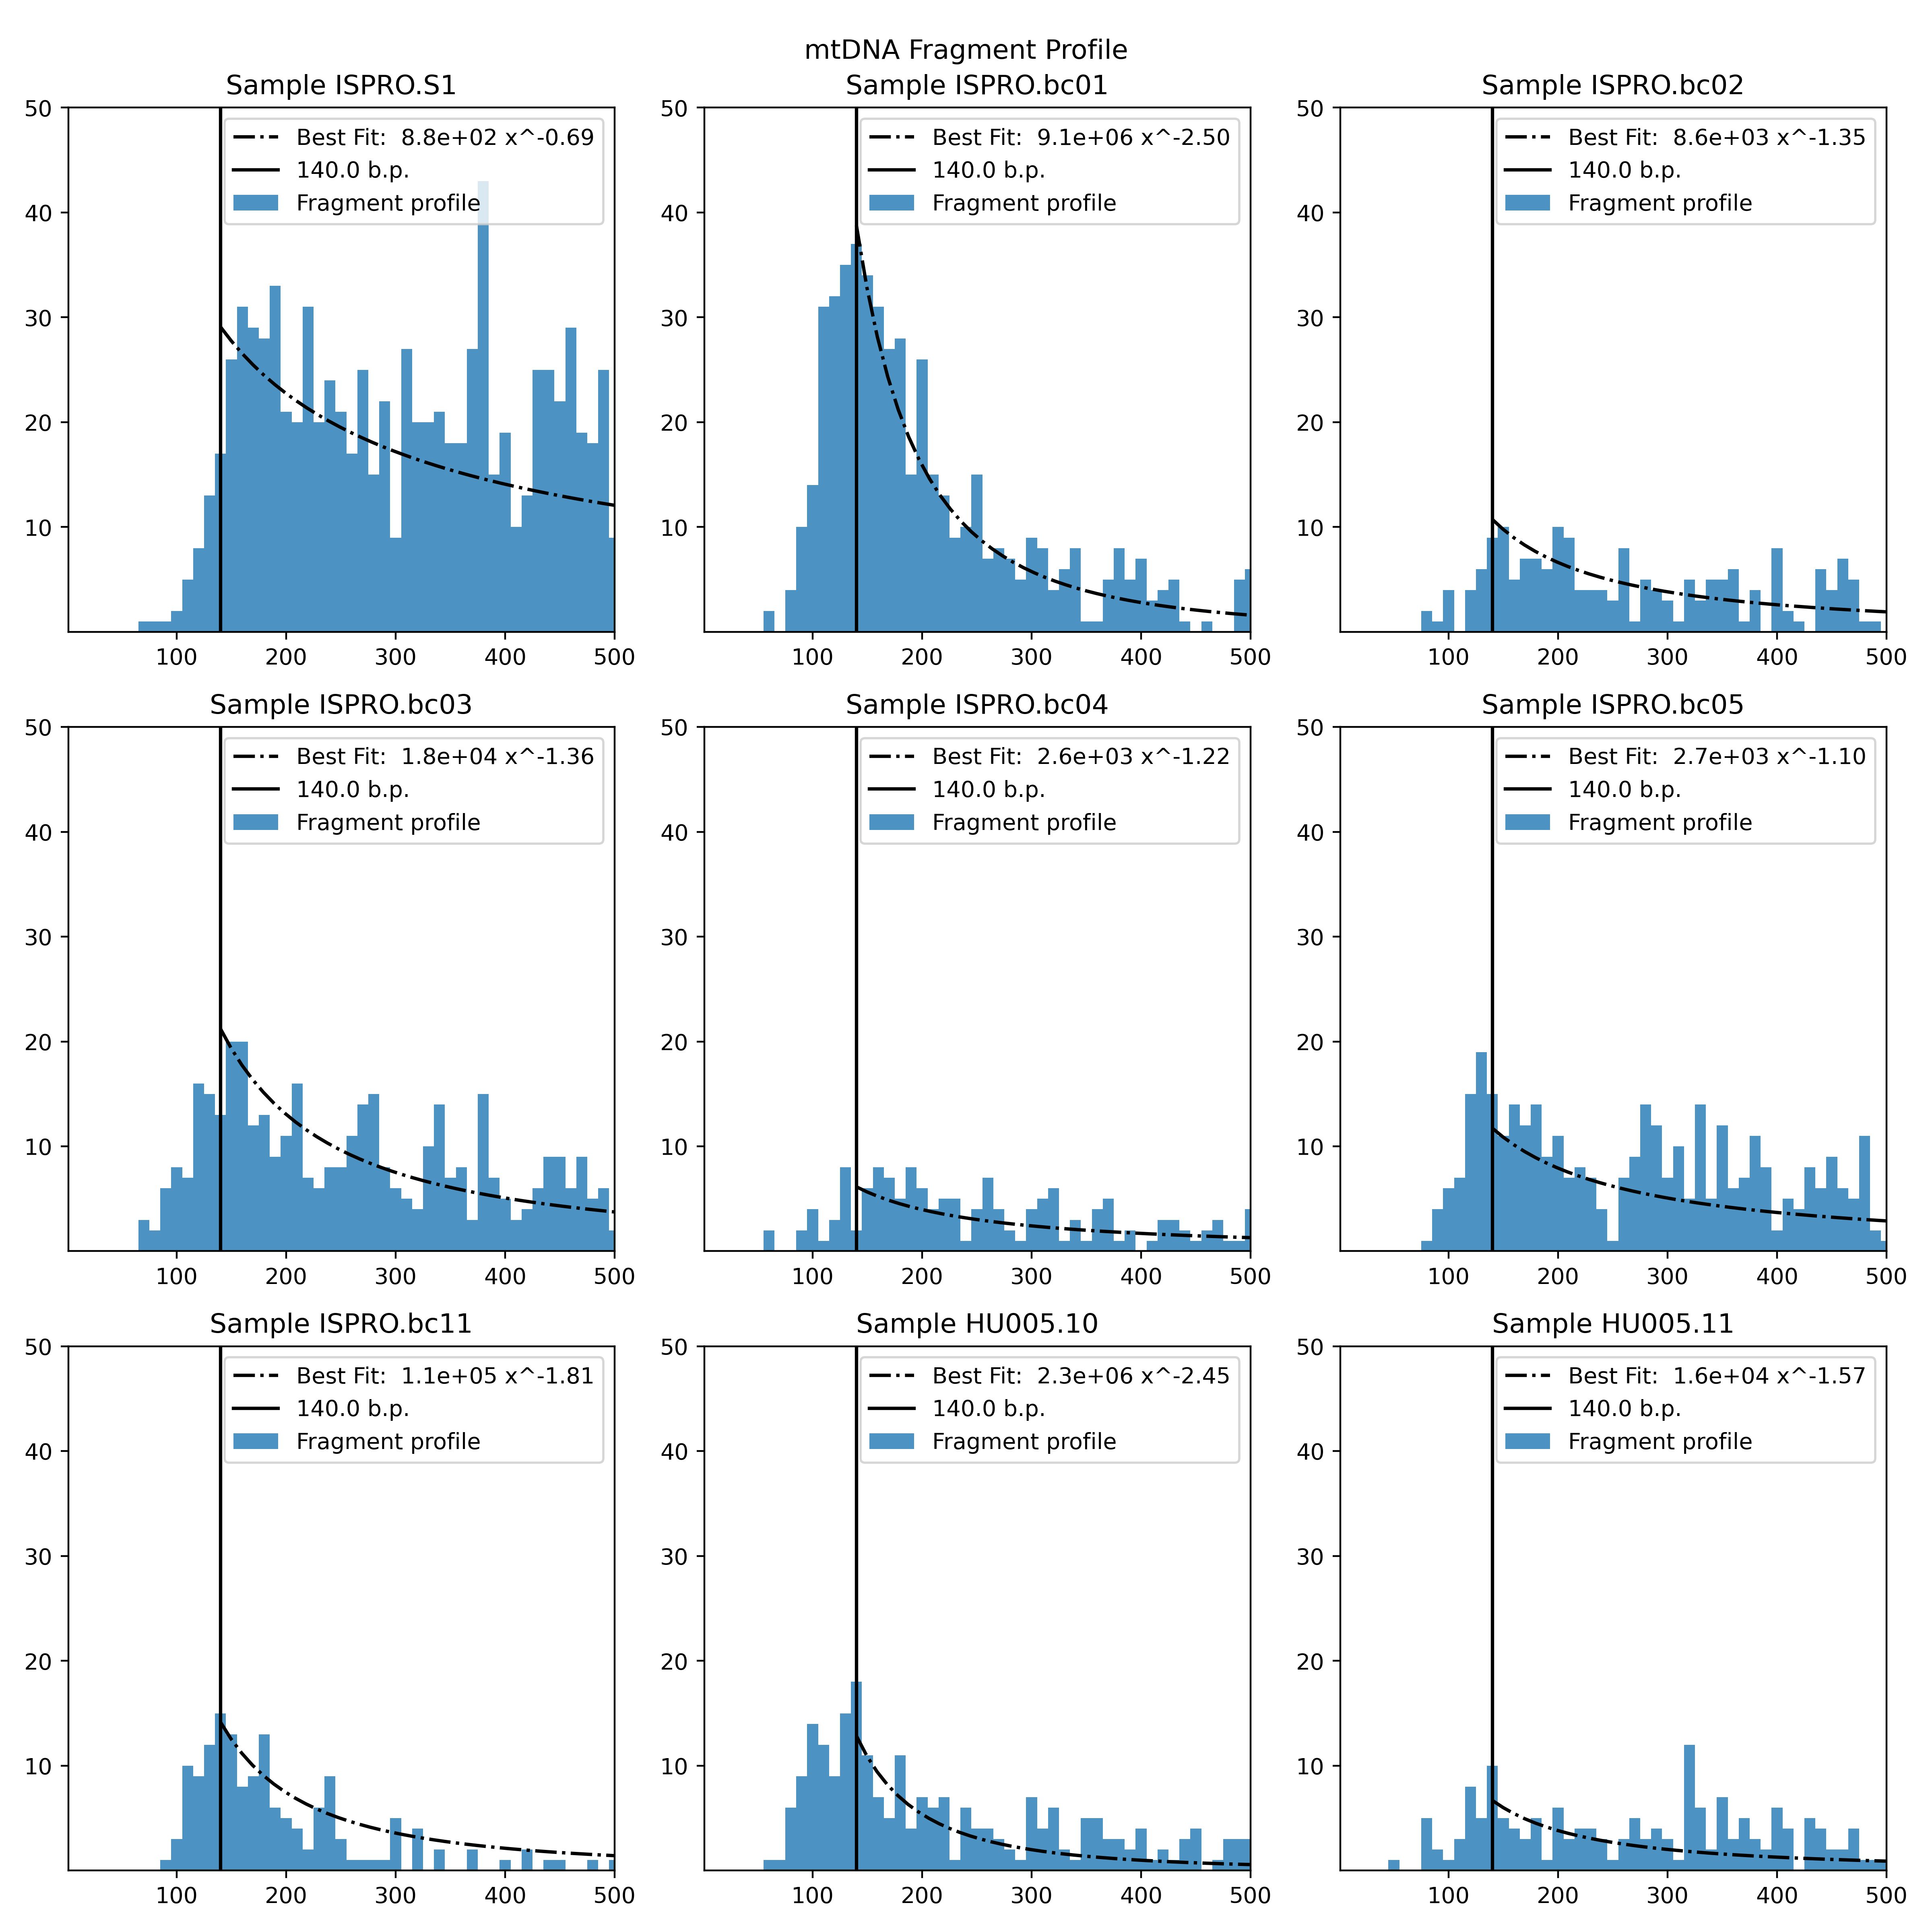 mtDNA Fragment Profile
Sample ISPRO.S1
50
40
30
20
10
100 200 300 400 500
Best Fit:  8.8e+02 x^-0.69
140.0 b.p.
Fragment profile
Sample ISPRO.bc01
50
40
30
20
10
100 200 300 400 500
Best Fit:  9.1e+06 x^-2.50
140.0 b.p.
Fragment profile
Sample ISPRO.bc02
50
40
30
20
10
100 200 300 400 500
Best Fit:  8.6e+03 x^-1.35
140.0 b.p.
Fragment profile
Sample ISPRO.bc03
50
40
30
20
10
100 200 300 400 500
Best Fit:  1.8e+04 x^-1.36
140.0 b.p.
Fragment profile
Sample ISPRO.bc04
50
40
30
20
10
100 200 300 400 500
Best Fit:  2.6e+03 x^-1.22
140.0 b.p.
Fragment profile
Sample ISPRO.bc05
50
40
30
20
10
100 200 300 400 500
Best Fit:  2.7e+03 x^-1.10
140.0 b.p.
Fragment profile
Sample ISPRO.bc11
50
40
30
20
10
100 200 300 400 500
Best Fit:  1.1e+05 x^-1.81
140.0 b.p.
Fragment profile
Sample HU005.10
50
40
30
20
10
100 200 300 400 500
Best Fit:  2.3e+06 x^-2.45
140.0 b.p.
Fragment profile
Sample HU005.11
50
40
30
20
10
100 200 300 400 500
Best Fit:  1.6e+04 x^-1.57
140.0 b.p.
Fragment profile